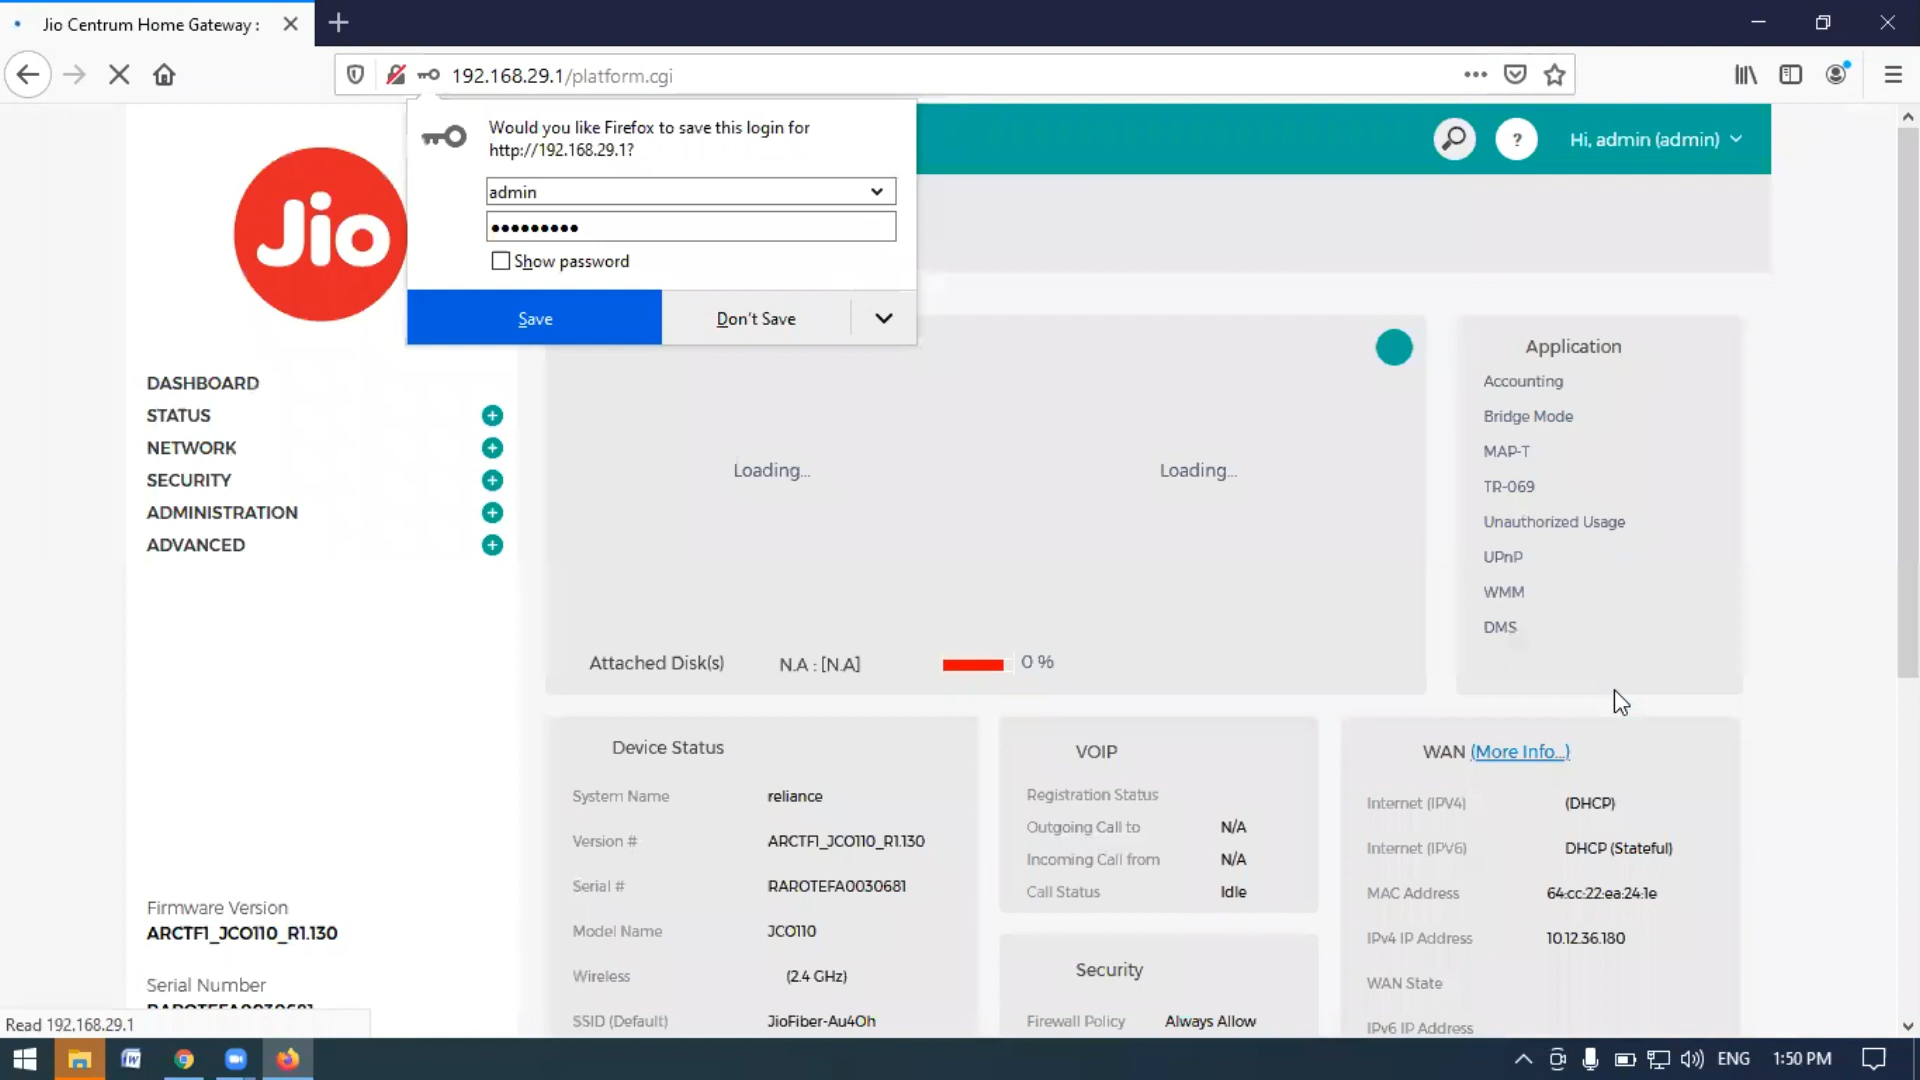 Jio Centrum Home Gateway :
192.168.29.1/platform.cgi
Would you like Firefox to save this login for
http://192.168.29.1?
admin
Show password
Save
Don't Save
Hi, admin (admin)
?
Jio
DASHBOARD
STATUS
NETWORK
SECURITY
ADMINISTRATION
ADVANCED
Firmware Version
ARCTF1_JCO110_R1.130
Serial Number
RAROTEFA0030681
Loading...
Loading...
Attached Disk(s) N.A : [N.A] 0 %
Application
Accounting
Bridge Mode
MAP-T
TR-069
Unauthorized Usage
UPnP
WMM
DMS
Device Status
System Name reliance
Version # ARCTF1_JCO110_R1.130
Serial # RAROTEFA0030681
Model Name JCO110
Wireless (2.4 GHz)
SSID (Default) JioFiber-Au4Oh
VOIP
Registration Status
Outgoing Call to N/A
Incoming Call from N/A
Call Status Idle
Security
Firewall Policy Always Allow
WAN (More Info...)
Internet (IPV4) (DHCP)
Internet (IPV6) DHCP (Stateful)
MAC Address 64:cc:22:ea:24:1e
IPv4 IP Address 10.12.36.180
WAN State
IPv6 IP Address
Read 192.168.29.1
ENG
1:50 PM